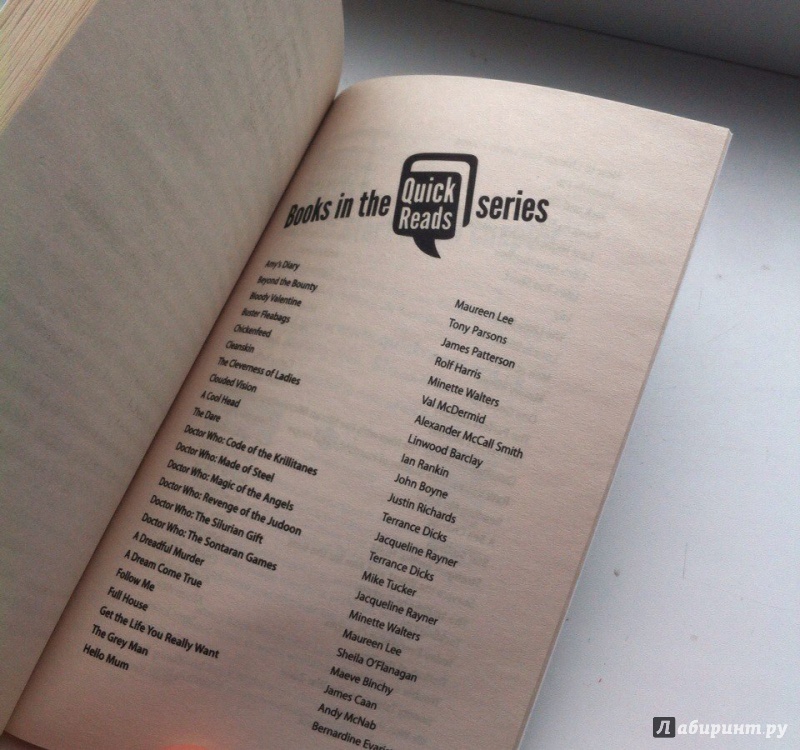 Books in the Quick Reads series
Amy's Diary Maureen Lee
Beyond the Bounty Tony Parsons
Bloody Valentine James Patterson
Buster Fleabags Rolf Harris
Chickenfeed Minette Walters
Cleanskin Val McDermid
The Cleverness of Ladies Alexander McCall Smith
Clouded Vision Linwood Barclay
A Cool Head Ian Rankin
The Dare John Boyne
Doctor Who: Code of the Krillitanes Justin Richards
Doctor Who: Made of Steel Terrance Dicks
Doctor Who: Magic of the Angels Jacqueline Rayner
Doctor Who: Revenge of the Judoon Terrance Dicks
Doctor Who: The Silurian Gift Mike Tucker
Doctor Who: The Sontaran Games Jacqueline Rayner
A Dreadful Murder Minette Walters
A Dream Come True Maureen Lee
Follow Me Sheila O'Flanagan
Full House Maeve Binchy
Get the Life You Really Want James Caan
The Grey Man Andy McNab
Hello Mum Bernardine
Лабиринт.ру